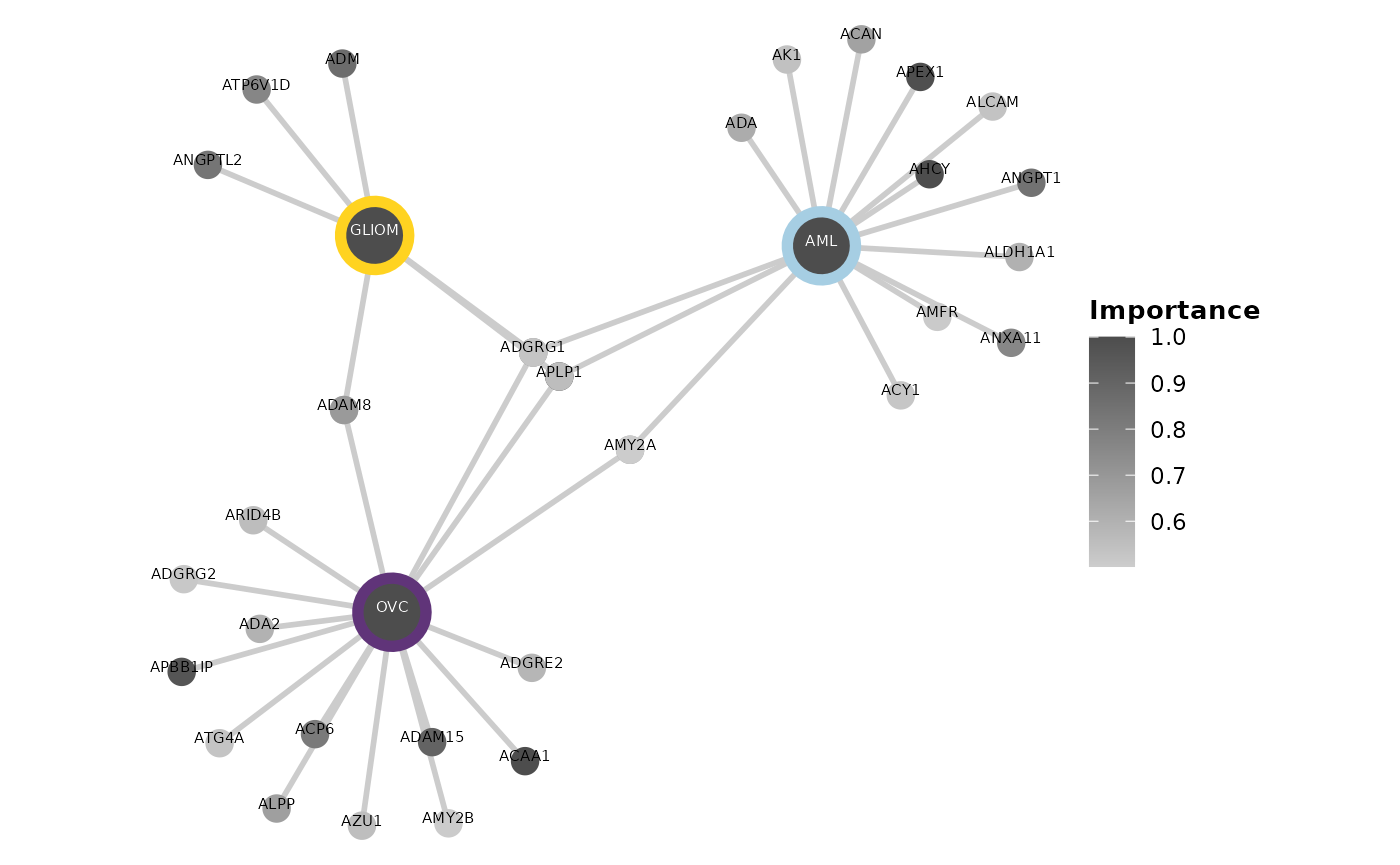 ACAN
AK1
ADM
APEX1
ATP6V1D
ALCAM
ADA
ANGPTL2
AHCY
ANGPT1
GLIOM
AML
ALDH1A1
Importance
AMFR
1.0
ANXA11
ADGRG1
APLP1
0.9
ACY1
ADAM8
0.8
AMY2A
0.7
ARID4B
0.6
ADGRG2
OVC
ADA2
ADGRE2
APBB1IP
ACP6
ADAM15
ATG4A
ACAA1
ALPP
AMY2B
AZU1